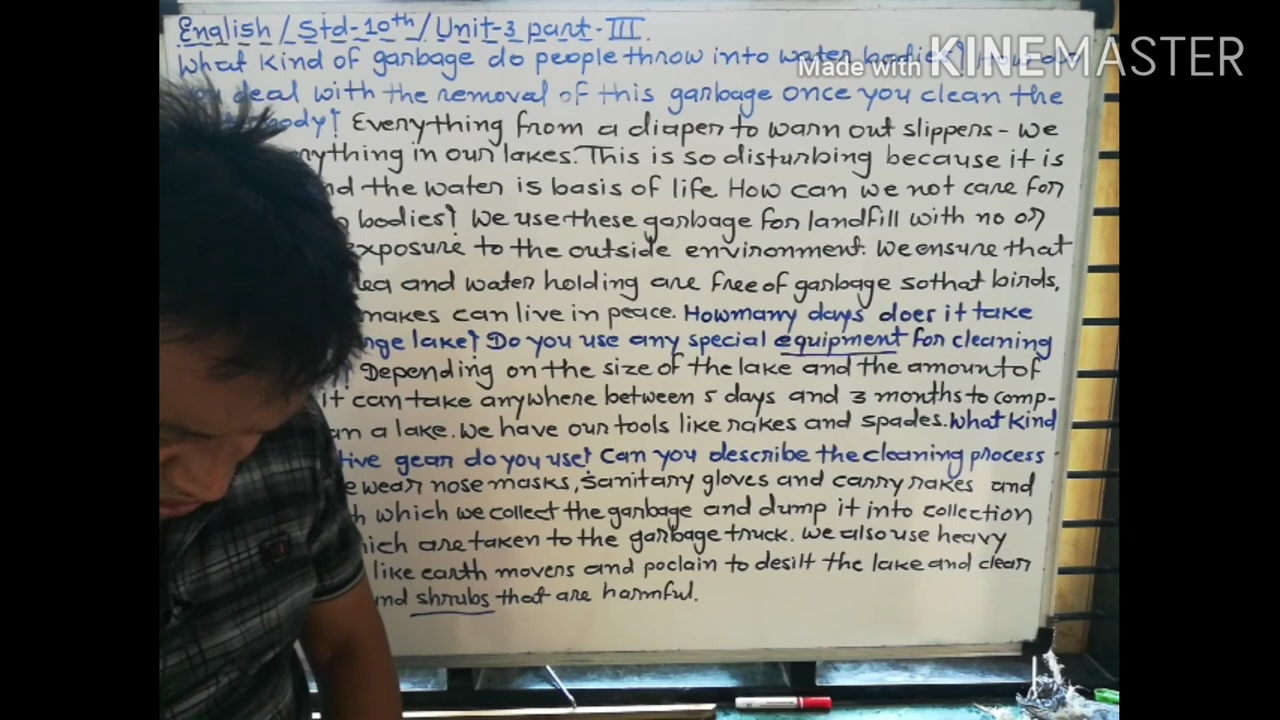 English / Std-10th / Unit-3 part-III.
What kind of garbage do people throw into water bodies? How do
deal with the removal of this garbage once you clean the
body? Everything from a diaper to warn out slippers - we
in our lakes. This is so disturbing because it is
the water is basis of life. How can we not care for
bodies? We use these garbage for landfill with no or
exposure to the outside environment. We ensure that
and water holding are free of garbage sothat birds,
can live in peace. Howmany days does it take
lake? Do you use any special equipment for cleaning
Depending on the size of the lake and the amount of
it can take anywhere between 5 days and 3 months to comp-
a lake. We have our tools like rakes and spades. What kind
gear do you use? Can you describe the cleaning process
wear nose masks, sanitary gloves and carry rakes and
which we collect the garbage and dump it into collection
are taken to the garbage truck. We also use heavy
like earth movers and poclain to desilt the lake and clear
shrubs that are harmful.
Made with KINEMASTER